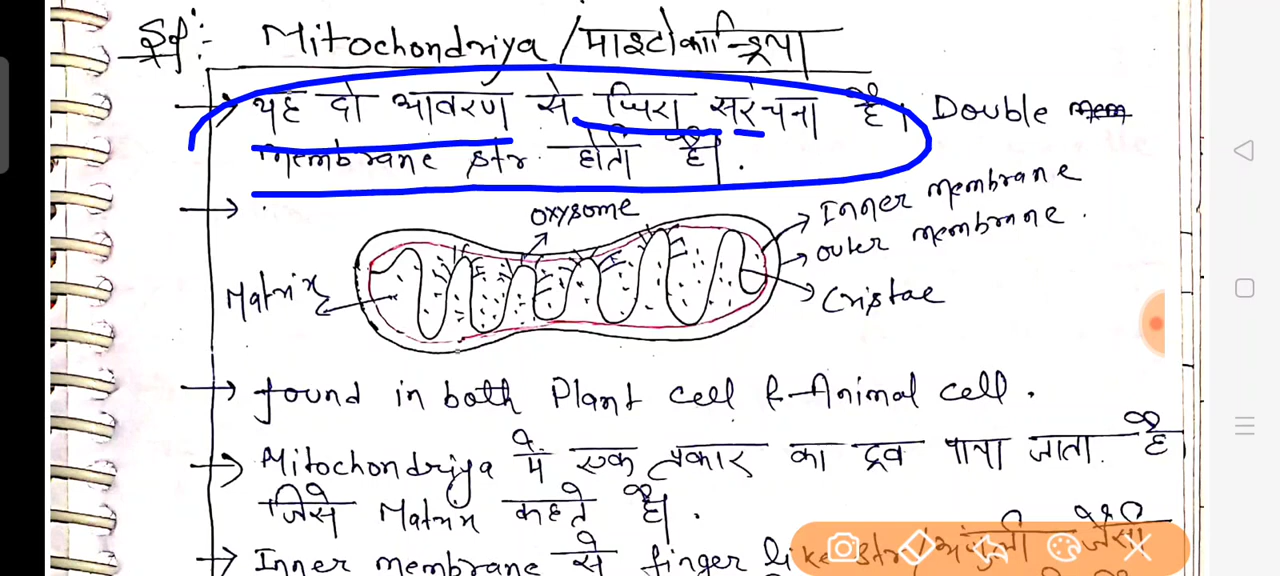 Mitochondriya / माइटोकॉन्ड्रिया
→ यह दो आवरण से घिरा संरचना है। Double
membrane str. होती है।.
→
oxysome
Inner membrane
outer membrane.
Matrix
Cristae
→ found in both Plant cell & Animal cell.
→ Mitochondriya में एक प्रकार का द्रव पाया जाता है
जिसे Matrix कहते हैं।.
→ Inner membrane से finger like str/अंगुली जैसी